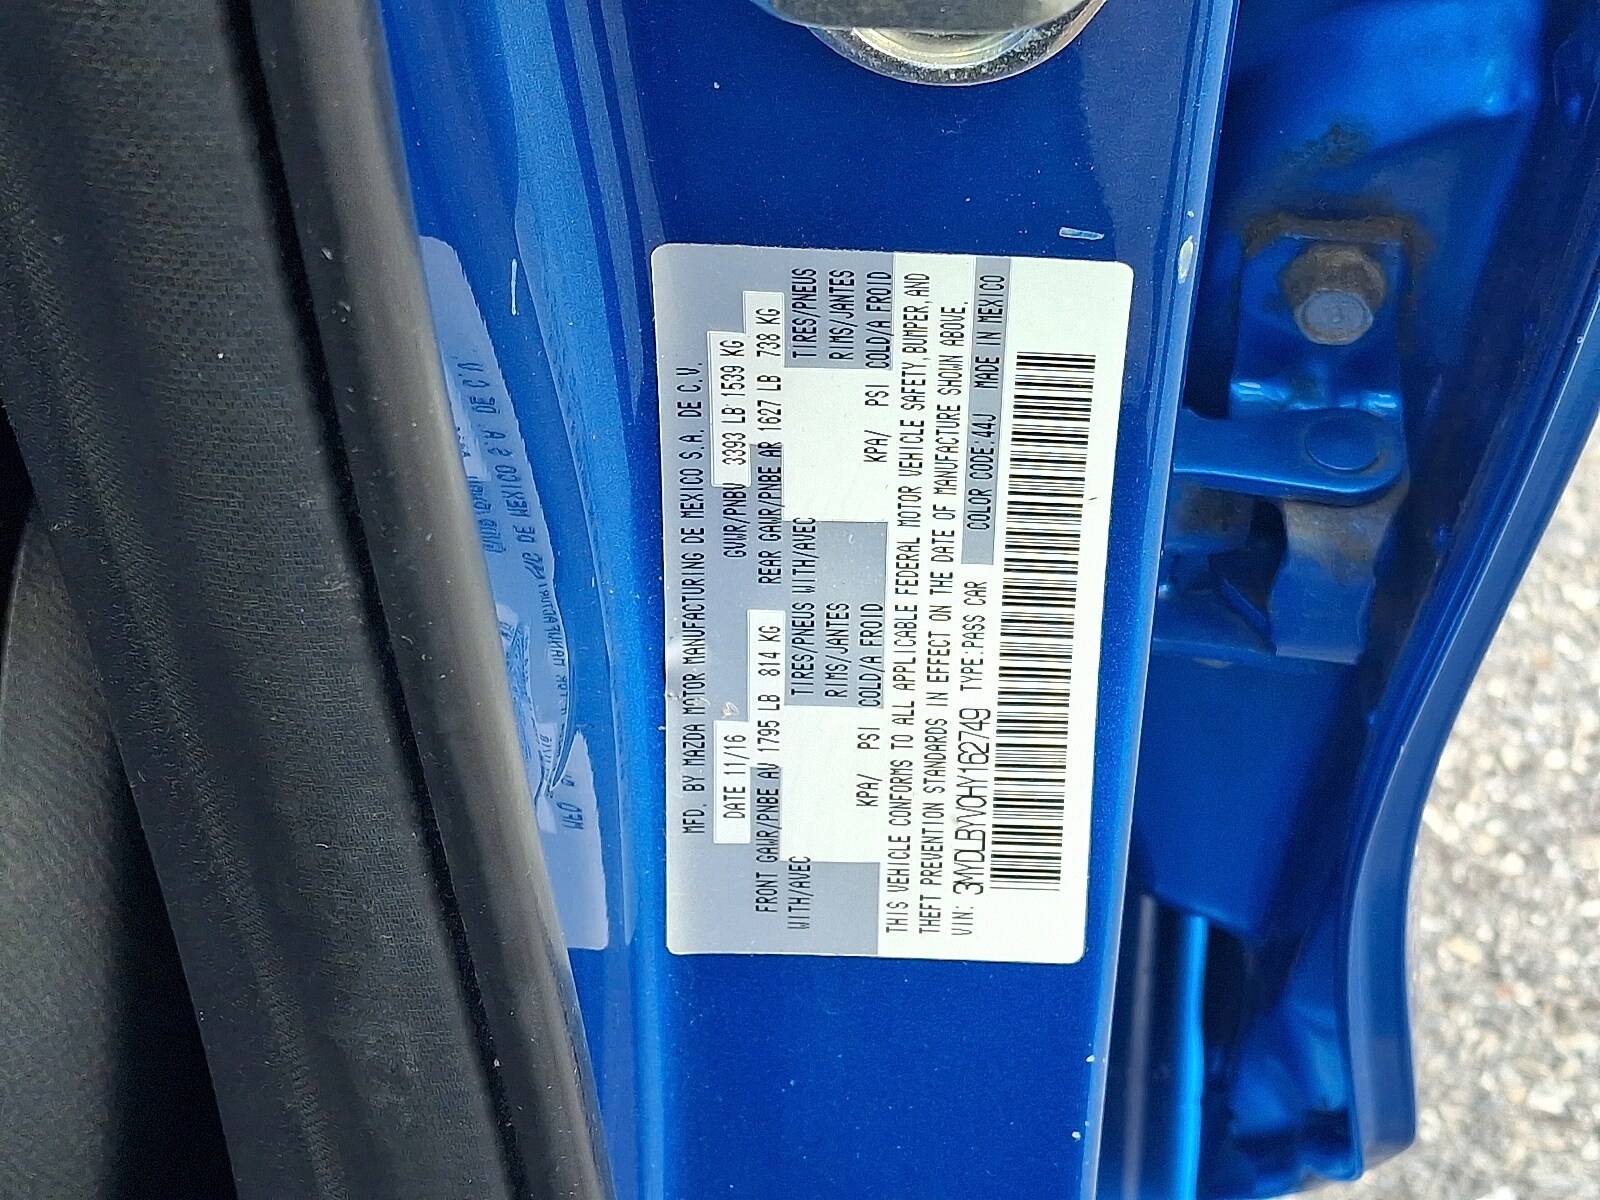 MFD. BY MAZDA MOTOR MANUFACTURING DE MEXICO S.A. DE C.V.
DATE 11/16 GVWR/PNBV 3393 LB 1539 KG
FRONT GAWR/PNBE AV 1795 LB 814 KG REAR GAWR/PNBE AR 1627 LB 738 KG
WITH/AVEC TIRES/PNEUS WITH/AVEC TIRES/PNEUS
RIMS/JANTES RIMS/JANTES
KPA/ PSI COLD/A FROID KPA/ PSI COLD/A FROID
THIS VEHICLE CONFORMS TO ALL APPLICABLE FEDERAL MOTOR VEHICLE SAFETY, BUMPER, AND
THEFT PREVENTION STANDARDS IN EFFECT ON THE DATE OF MANUFACTURE SHOWN ABOVE.
VIN: 3MYDLBYV0HY162749 TYPE:PASS CAR COLOR CODE:44J MADE IN MEXICO